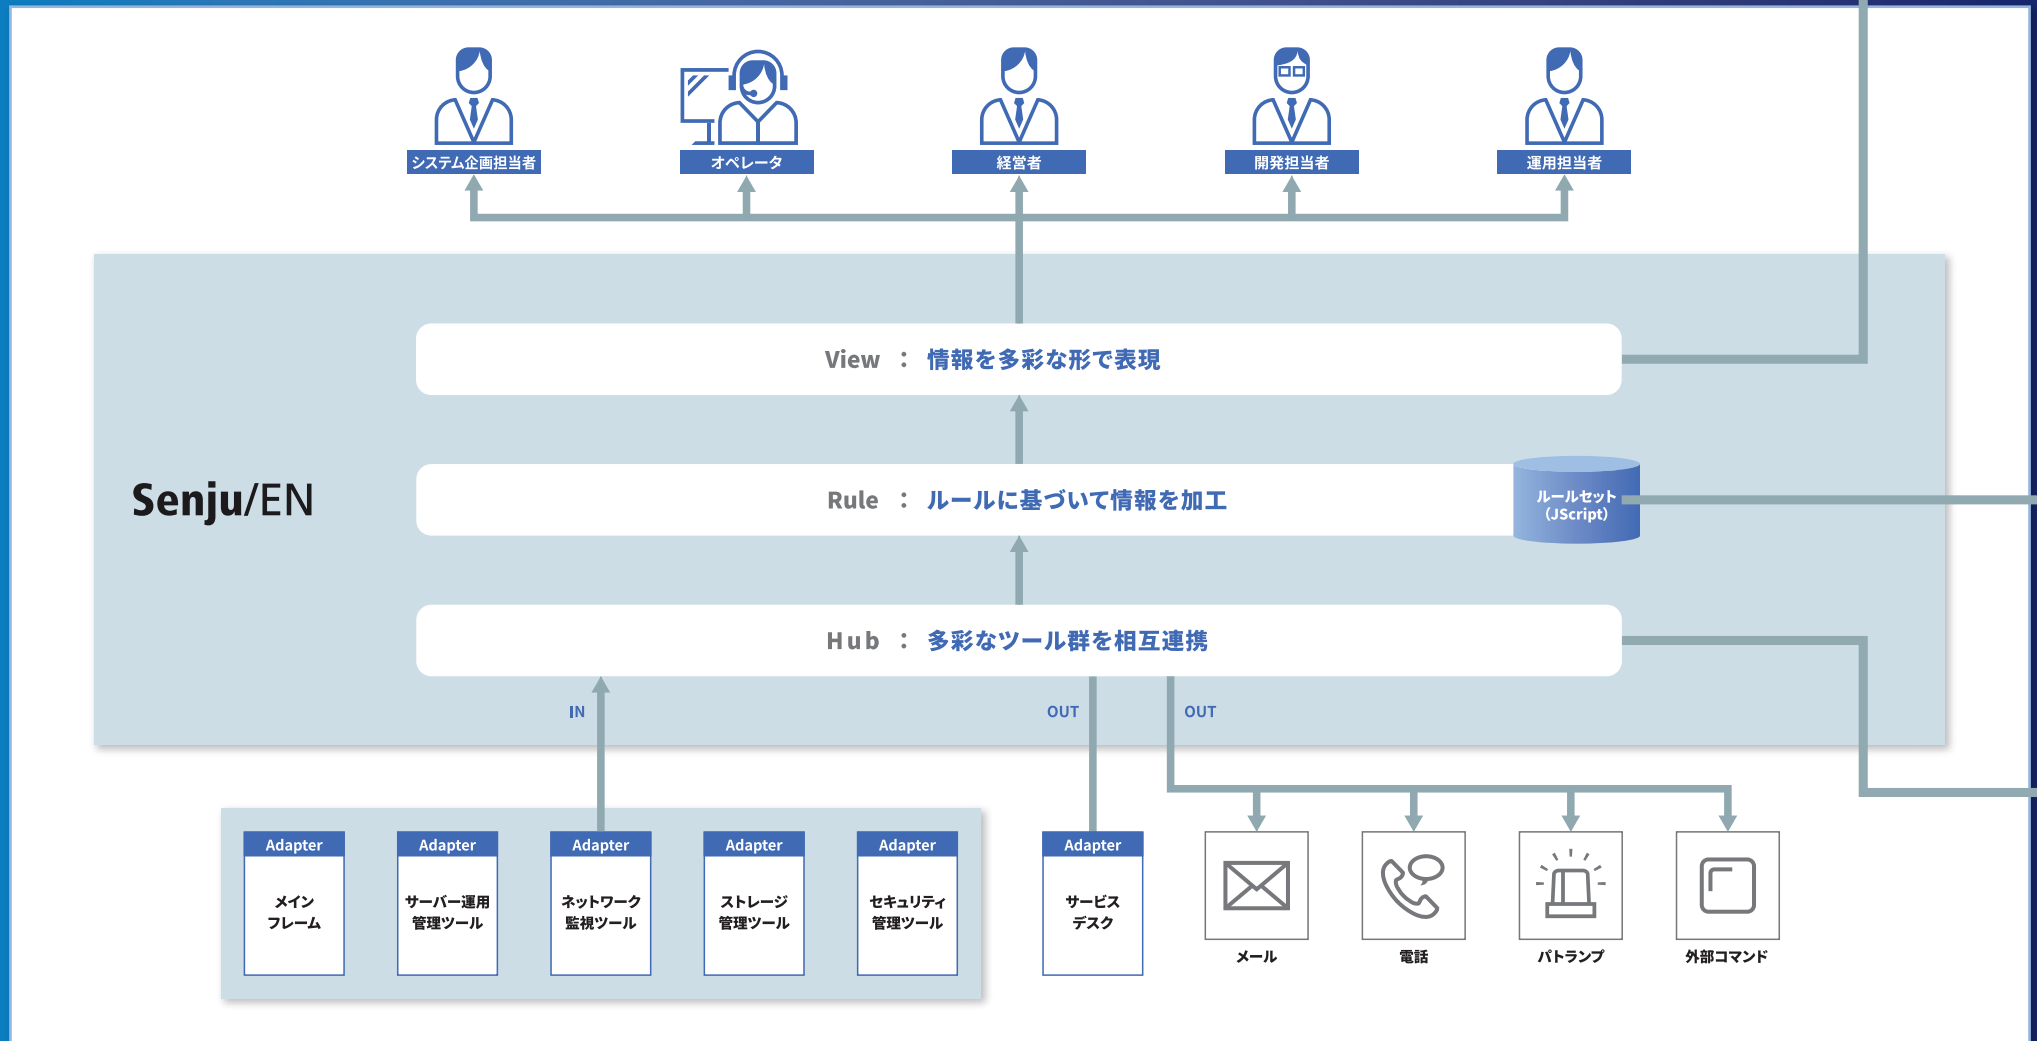 システム企画担当者
オペレータ
経営者
開発担当者
運用担当者
View : 情報を多彩な形で表現
Senju/EN
Rule : ルールに基づいて情報を加工
ルールセット
(JScript)
Hub : 多彩なツール群を相互連携
IN
OUT
OUT
Adapter
メイン
フレーム
Adapter
サーバー運用
管理ツール
Adapter
ネットワーク
監視ツール
Adapter
ストレージ
管理ツール
Adapter
セキュリティ
管理ツール
Adapter
サービス
デスク
メール
電話
パトランプ
外部コマンド